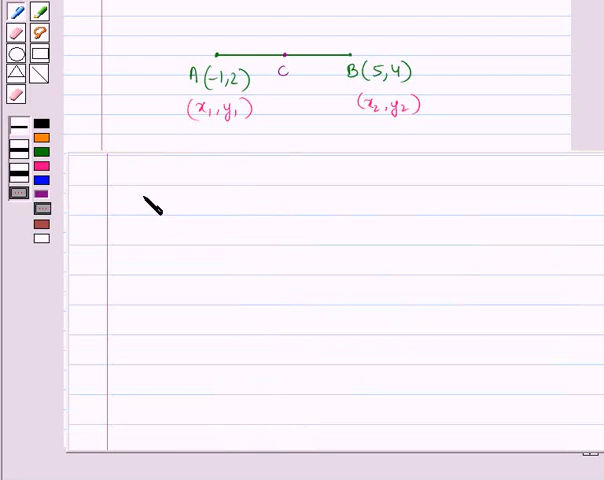 A(-1,2) C B(5,4)
(x₁,y₁) (x₂,y₂)